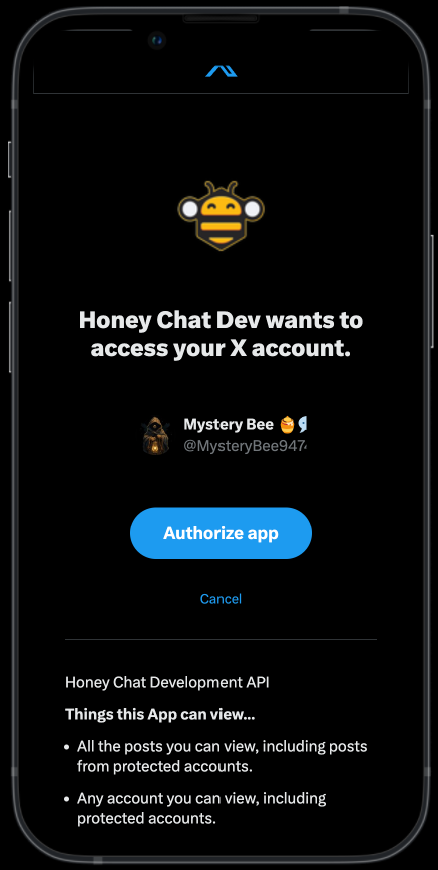 Honey Chat Dev wants to
access your X account.
Mystery Bee
@MysteryBee947
Authorize app
Cancel
Honey Chat Development API
Things this App can view...
• All the posts you can view, including posts
from protected accounts.
• Any account you can view, including
protected accounts.